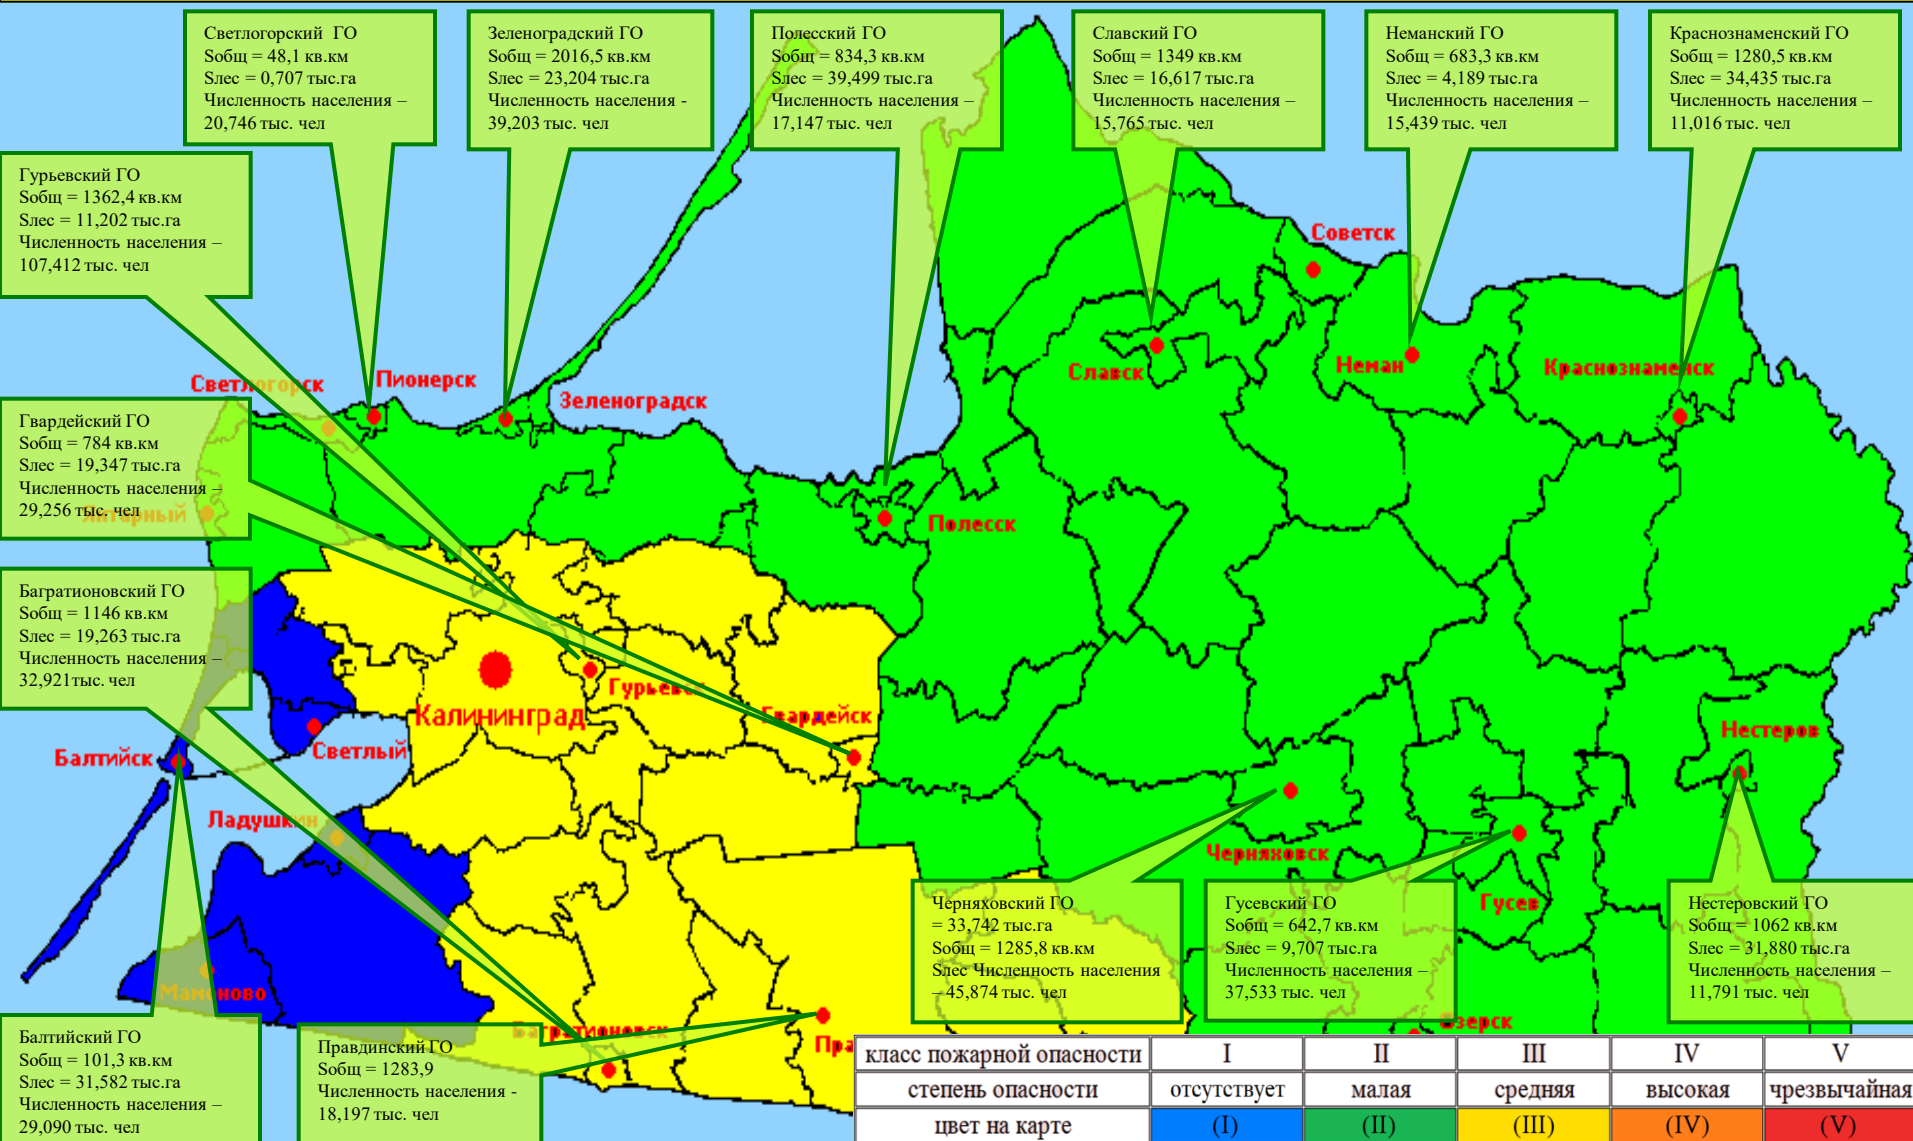 Светлогорский ГО
Sобщ = 48,1 кв.км
Sлес = 0,707 тыс.га
Численность населения –
20,746 тыс. чел
Зеленоградский ГО
Sобщ = 2016,5 кв.км
Sлес = 23,204 тыс.га
Численность населения -
39,203 тыс. чел
Полесский ГО
Sобщ = 834,3 кв.км
Sлес = 39,499 тыс.га
Численность населения –
17,147 тыс. чел
Славский ГО
Sобщ = 1349 кв.км
Sлес = 16,617 тыс.га
Численность населения –
15,765 тыс. чел
Неманский ГО
Sобщ = 683,3 кв.км
Sлес = 4,189 тыс.га
Численность населения –
15,439 тыс. чел
Краснознаменский ГО
Sобщ = 1280,5 кв.км
Sлес = 34,435 тыс.га
Численность населения –
11,016 тыс. чел
Гурьевский ГО
Sобщ = 1362,4 кв.км
Sлес = 11,202 тыс.га
Численность населения –
107,412 тыс. чел
Советск
Славск
Неман
Краснознаменск
Светлогорск
Пионерск
Зеленоградск
Гвардейский ГО
Sобщ = 784 кв.км
Sлес = 19,347 тыс.га
Численность населения –
29,256 тыс. чел
Янтарный
Полесск
Багратионовский ГО
Sобщ = 1146 кв.км
Sлес = 19,263 тыс.га
Численность населения –
32,921тыс. чел
Гурьевск
Калининград
Гвардейск
Нестеров
Балтийск
Светлый
Ладушкин
Черняховск
Гусев
Черняховский ГО
= 33,742 тыс.га
Sобщ = 1285,8 кв.км
Sлес Численность населения
– 45,874 тыс. чел
Гусевский ГО
Sобщ = 642,7 кв.км
Sлес = 9,707 тыс.га
Численность населения –
37,533 тыс. чел
Нестеровский ГО
Sобщ = 1062 кв.км
Sлес = 31,880 тыс.га
Численность населения –
11,791 тыс. чел
Мамоново
Озерск
Багратионовск
Пра
Балтийский ГО
Sобщ = 101,3 кв.км
Sлес = 31,582 тыс.га
Численность населения –
29,090 тыс. чел
Правдинский ГО
Sобщ = 1283,9
Численность населения -
18,197 тыс. чел
класс пожарной опасности I II III IV V
степень опасности отсутствует малая средняя высокая чрезвычайная
цвет на карте (I) (II) (III) (IV) (V)